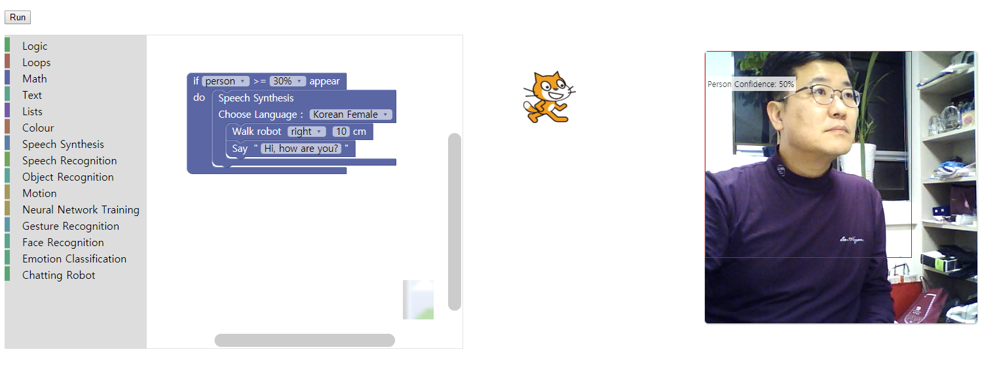 Run
Logic
Loops
Math
Text
Lists
Colour
Speech Synthesis
Speech Recognition
Object Recognition
Motion
Neural Network Training
Gesture Recognition
Face Recognition
Emotion Classification
Chatting Robot
if person >= 30% appear
do Speech Synthesis
Choose Language : Korean Female
Walk robot right 10 cm
Say " Hi, how are you? "
Person Confidence: 50%